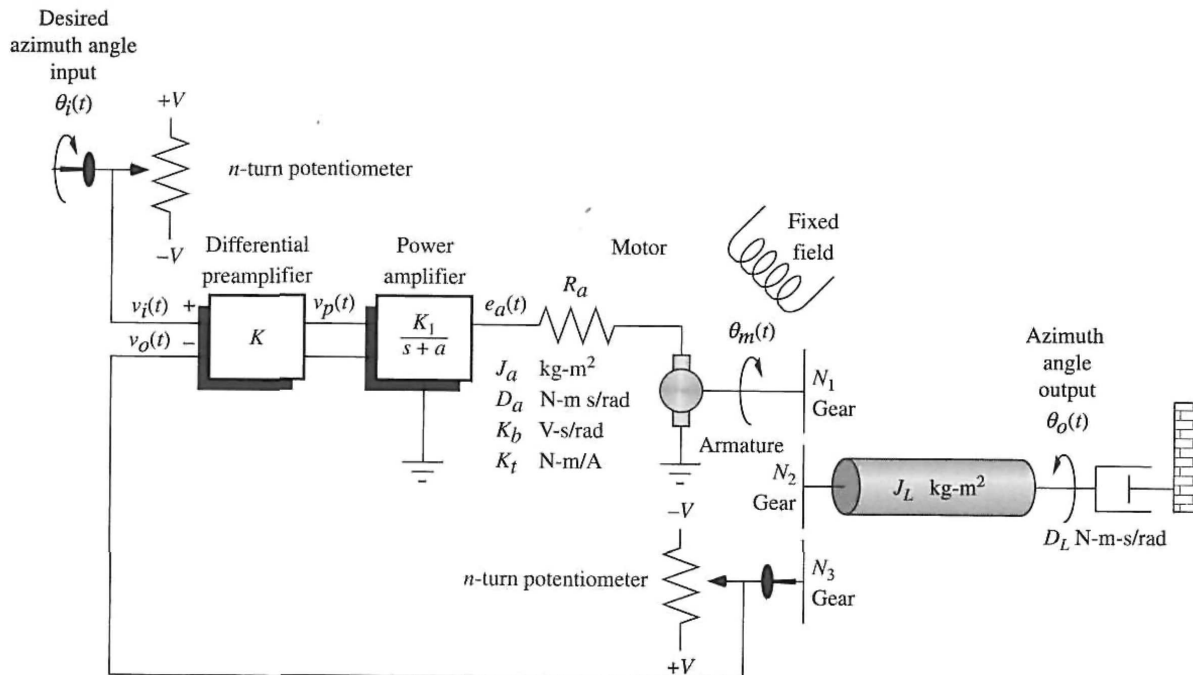 Desired
azimuth angle
input
θi(t)
+V
n-turn potentiometer
−V
Differential
preamplifier
Power
amplifier
Motor
Fixed
field
vi(t) +
vo(t) −
K
vp(t)
K1
s + a
ea(t)
Ra
Ja kg-m²
Da N-m s/rad
Kb V-s/rad
Kt N-m/A
θm(t)
Armature
N1
Gear
N2
Gear
JL kg-m²
Azimuth
angle
output
θo(t)
DL N-m-s/rad
−V
n-turn potentiometer
+V
N3
Gear